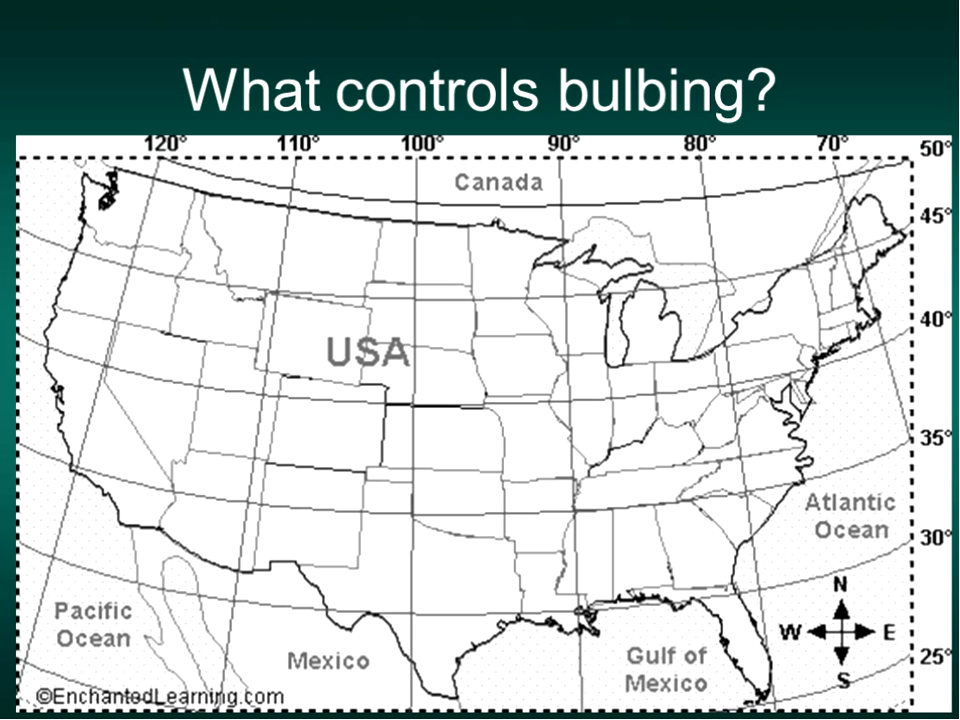 What controls bulbing?
120° 110° 100° 90° 80° 70° 50°
Canada
45°
40°
USA
35°
Atlantic
Ocean
30°
N
Pacific
Ocean
W E
Gulf of
Mexico
Mexico
25°
S
©EnchantedLearning.com